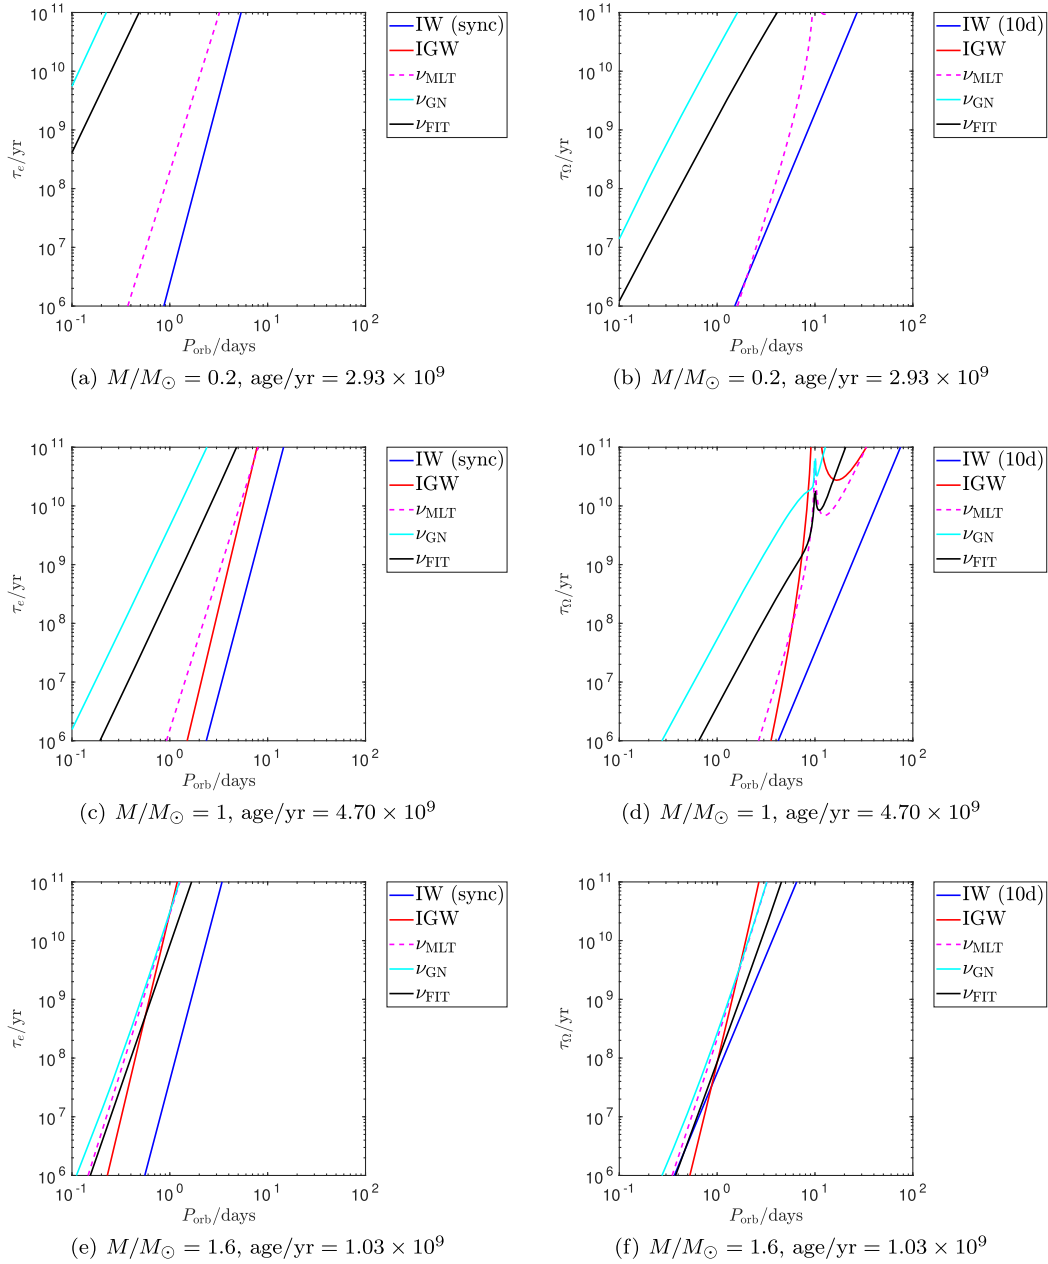 10^11
10^10
10^9
10^8
10^7
10^6
τ_e/yr
10^-1 10^0 10^1 10^2
P_orb/days
IW (sync)
IGW
ν_MLT
ν_GN
ν_FIT
(a) M/M_⊙ = 0.2, age/yr = 2.93 × 10^9
10^11
10^10
10^9
10^8
10^7
10^6
τ_Ω/yr
10^-1 10^0 10^1 10^2
P_orb/days
IW (10d)
IGW
ν_MLT
ν_GN
ν_FIT
(b) M/M_⊙ = 0.2, age/yr = 2.93 × 10^9
10^11
10^10
10^9
10^8
10^7
10^6
τ_e/yr
10^-1 10^0 10^1 10^2
P_orb/days
IW (sync)
IGW
ν_MLT
ν_GN
ν_FIT
(c) M/M_⊙ = 1, age/yr = 4.70 × 10^9
10^11
10^10
10^9
10^8
10^7
10^6
τ_Ω/yr
10^-1 10^0 10^1 10^2
P_orb/days
IW (10d)
IGW
ν_MLT
ν_GN
ν_FIT
(d) M/M_⊙ = 1, age/yr = 4.70 × 10^9
10^11
10^10
10^9
10^8
10^7
10^6
τ_e/yr
10^-1 10^0 10^1 10^2
P_orb/days
IW (sync)
IGW
ν_MLT
ν_GN
ν_FIT
(e) M/M_⊙ = 1.6, age/yr = 1.03 × 10^9
10^11
10^10
10^9
10^8
10^7
10^6
τ_Ω/yr
10^-1 10^0 10^1 10^2
P_orb/days
IW (10d)
IGW
ν_MLT
ν_GN
ν_FIT
(f) M/M_⊙ = 1.6, age/yr = 1.03 × 10^9